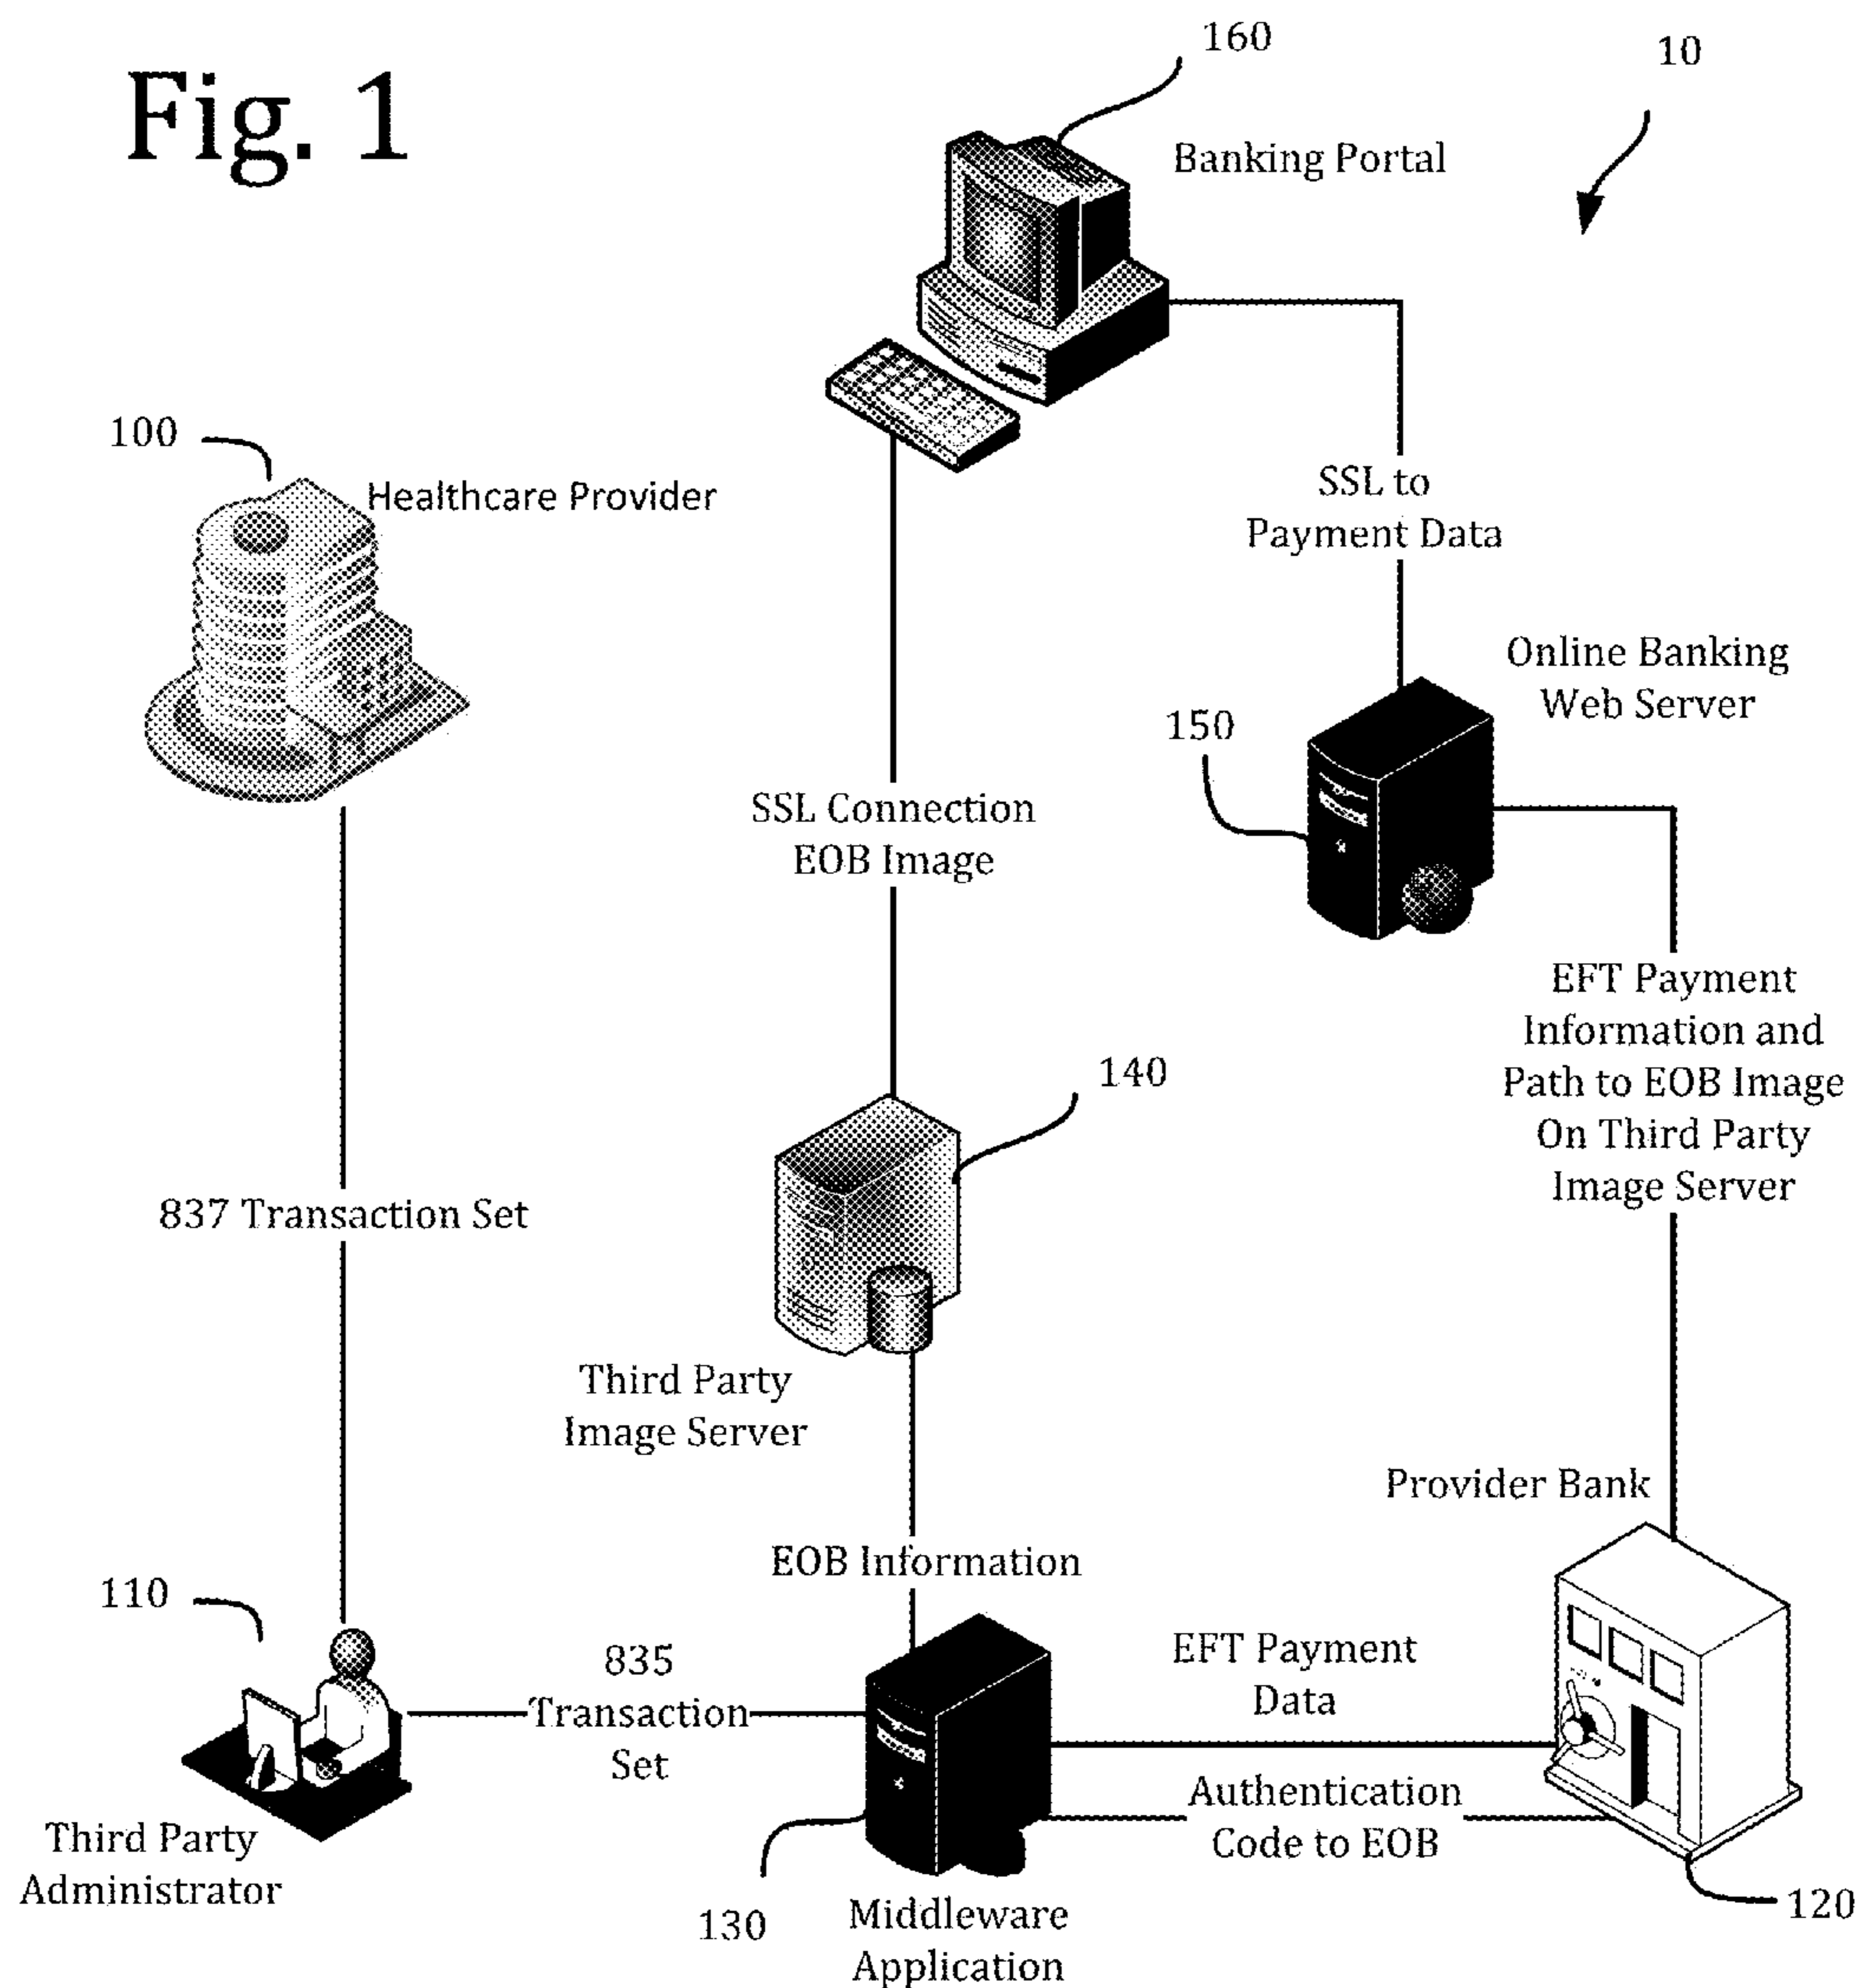 Fig. 1
160
10
Banking Portal
100
Healthcare Provider
SSL to
Payment Data
Online Banking
Web Server
150
SSL Connection
EOB Image
EFT Payment
Information and
Path to EOB Image
On Third Party
Image Server
140
837 Transaction Set
Third Party
Image Server
Provider Bank
EOB Information
110
835
Transaction
Set
EFT Payment
Data
Authentication
Code to EOB
Third Party
Administrator
130
Middleware
Application
120